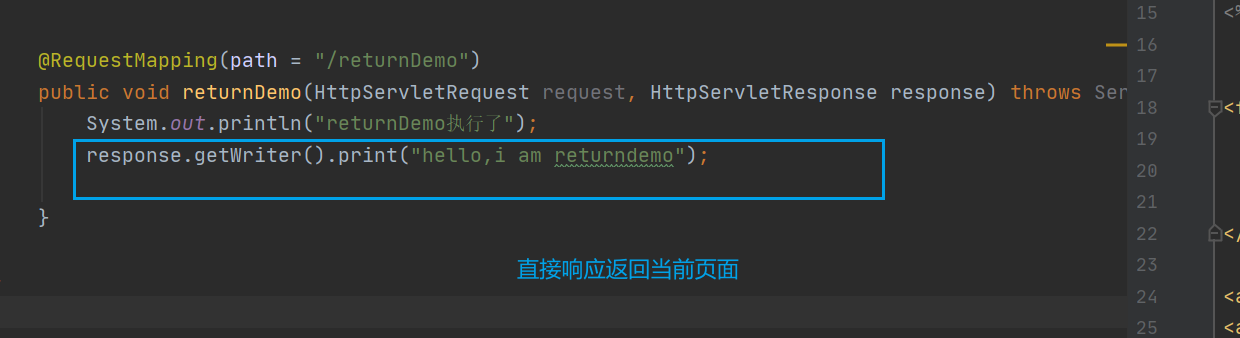 @RequestMapping(path = "/returnDemo")
public void returnDemo(HttpServletRequest request, HttpServletResponse response) throws Ser
System.out.println("returnDemo执行了");
response.getWriter().print("hello,i am returndemo");
}
直接响应返回当前页面
15 <%
16
17
18 <f
19
20
21
22 </
23
24 <a
25 <a